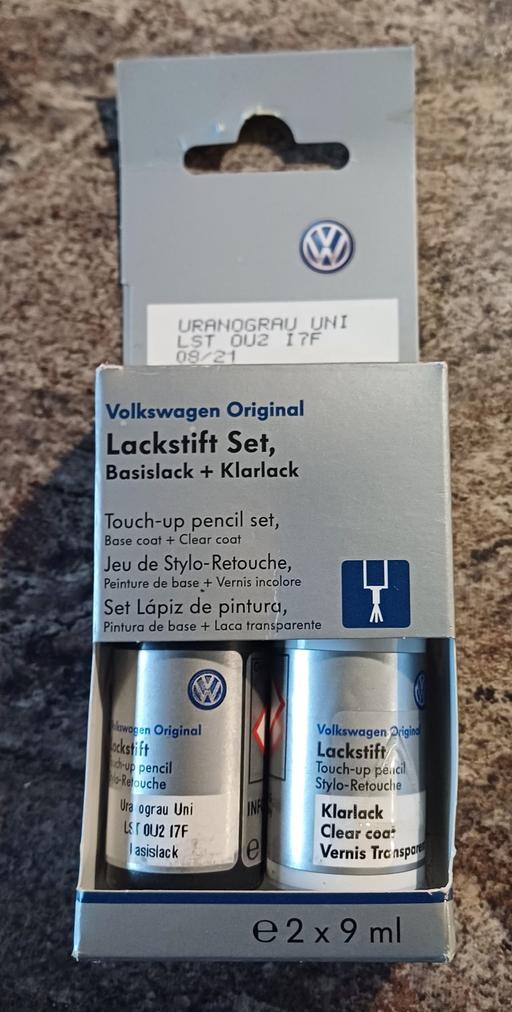 URANOGRAU UNI
LST 0U2 I7F
08/21
Volkswagen Original
Lackstift Set,
Basislack + Klarlack
Touch-up pencil set,
Base coat + Clear coat
Jeu de Stylo-Retouche,
Peinture de base + Vernis incolore
Set Lápiz de pintura,
Pintura de base + Laca transparente
Volkswagen Original
Lackstift
Touch-up pencil
Stylo-Retouche
Uranograu Uni
LST 0U2 I7F
Basislack
e
Volkswagen Original
Lackstift
Touch-up pencil
Stylo-Retouche
Klarlack
Clear coat
Vernis Transparent
e 2 x 9 ml